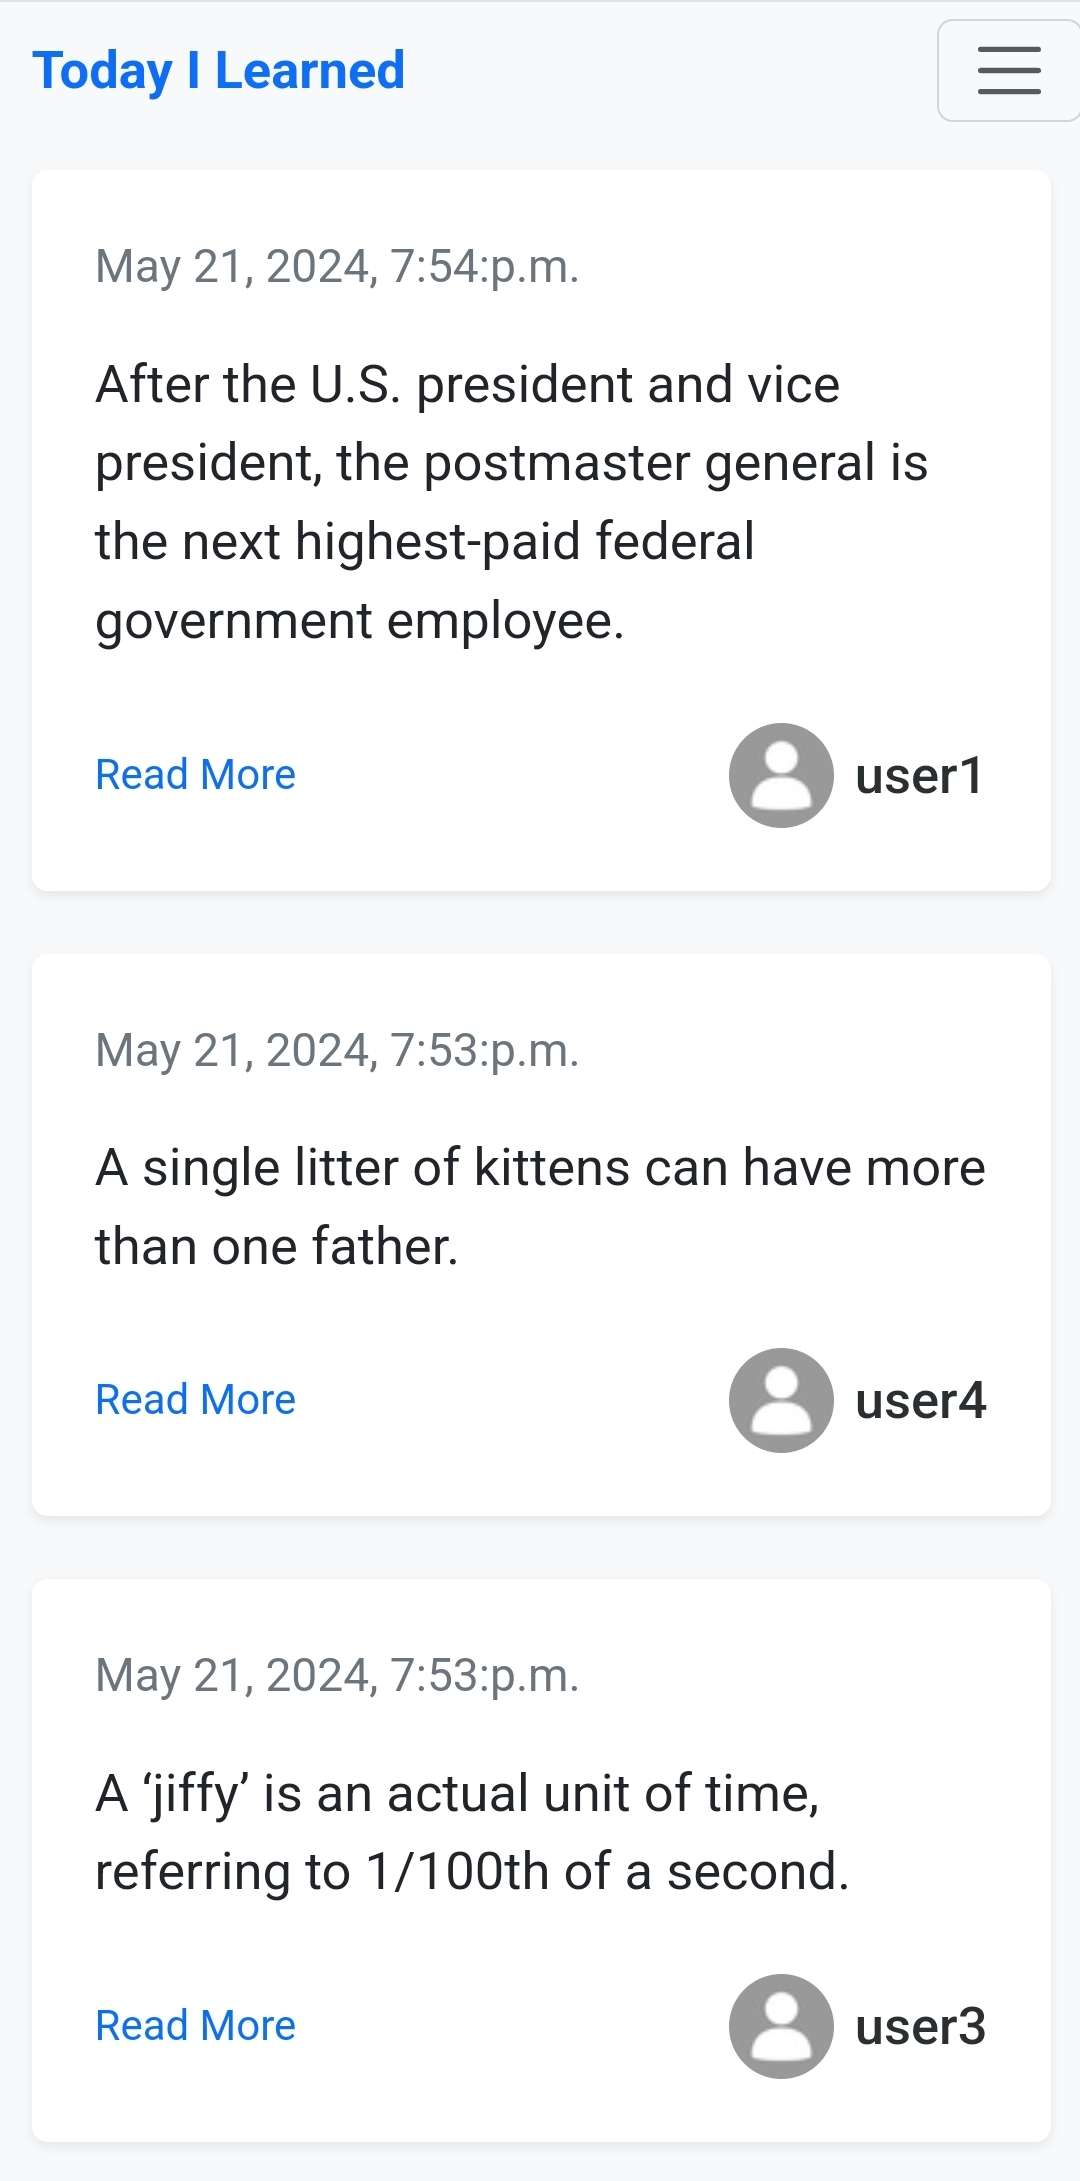 Today I Learned
May 21, 2024, 7:54:p.m.
After the U.S. president and vice
president, the postmaster general is
the next highest-paid federal
government employee.
Read More
user1
May 21, 2024, 7:53:p.m.
A single litter of kittens can have more
than one father.
Read More
user4
May 21, 2024, 7:53:p.m.
A ‘jiffy’ is an actual unit of time,
referring to 1/100th of a second.
Read More
user3